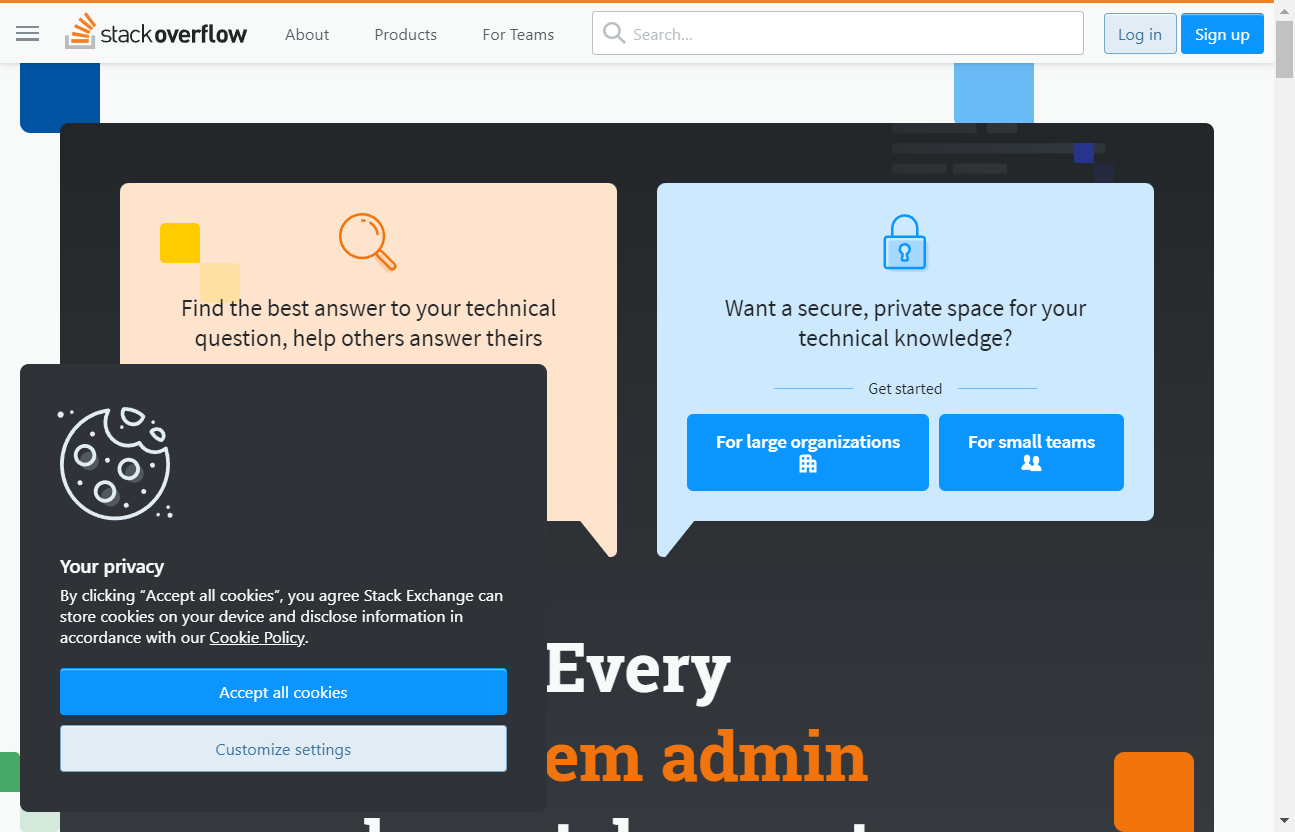 stackoverflow
About
Products
For Teams
Search...
Log in
Sign up
Find the best answer to your technical
question, help others answer theirs
Want a secure, private space for your
technical knowledge?
Get started
For large organizations
For small teams
Your privacy
By clicking “Accept all cookies”, you agree Stack Exchange can
store cookies on your device and disclose information in
accordance with our Cookie Policy.
Accept all cookies
Customize settings
Every
em admin